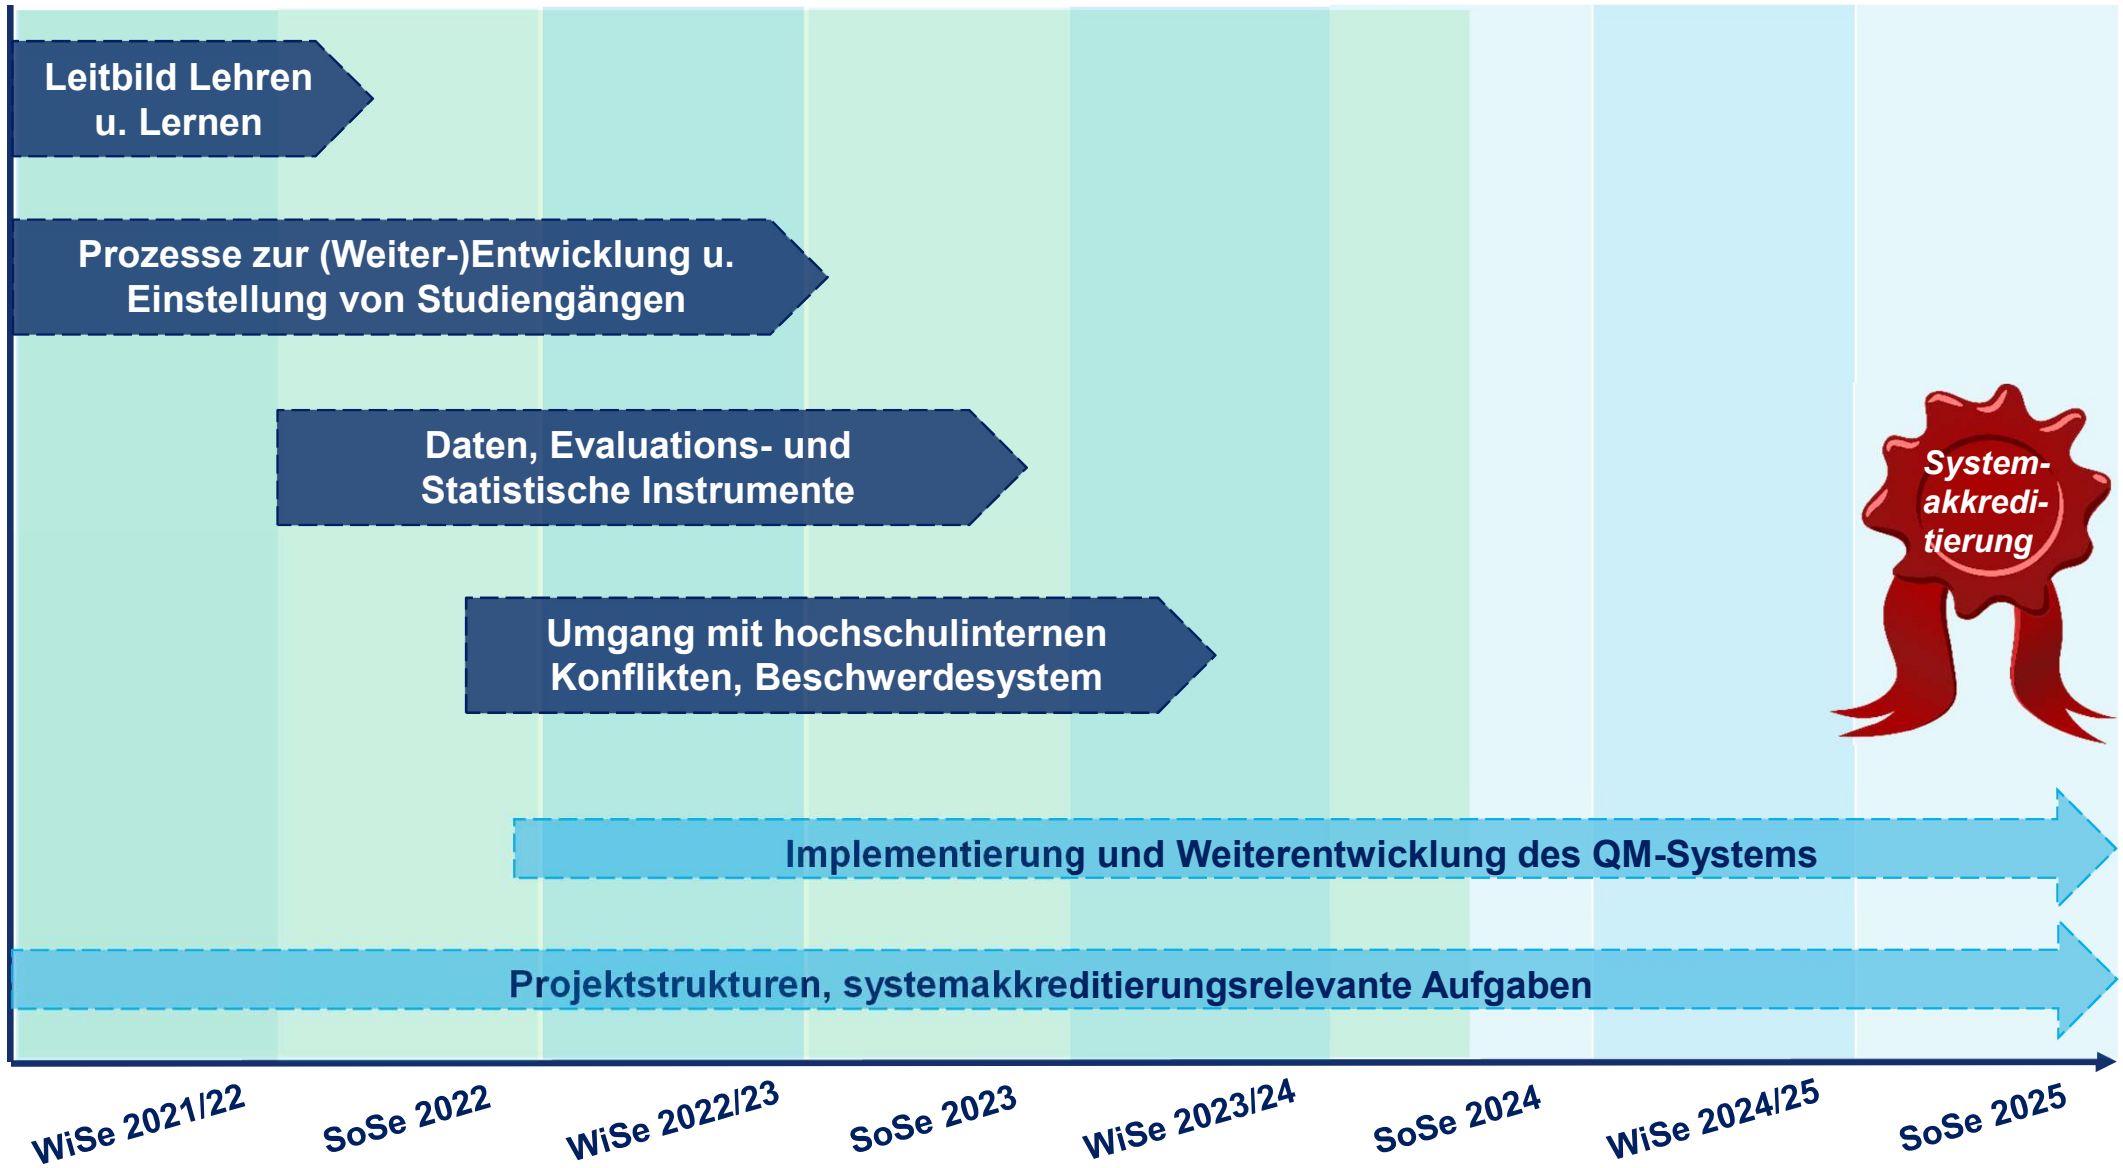 Leitbild Lehren
u. Lernen
Prozesse zur (Weiter-)Entwicklung u.
Einstellung von Studiengängen
Daten, Evaluations- und
Statistische Instrumente
System-
akkredi-
tierung
Umgang mit hochschulinternen
Konflikten, Beschwerdesystem
Implementierung und Weiterentwicklung des QM-Systems
Projektstrukturen, systemakkreditierungsrelevante Aufgaben
WiSe 2021/22
SoSe 2022
WiSe 2022/23
SoSe 2023
WiSe 2023/24
SoSe 2024
WiSe 2024/25
SoSe 2025